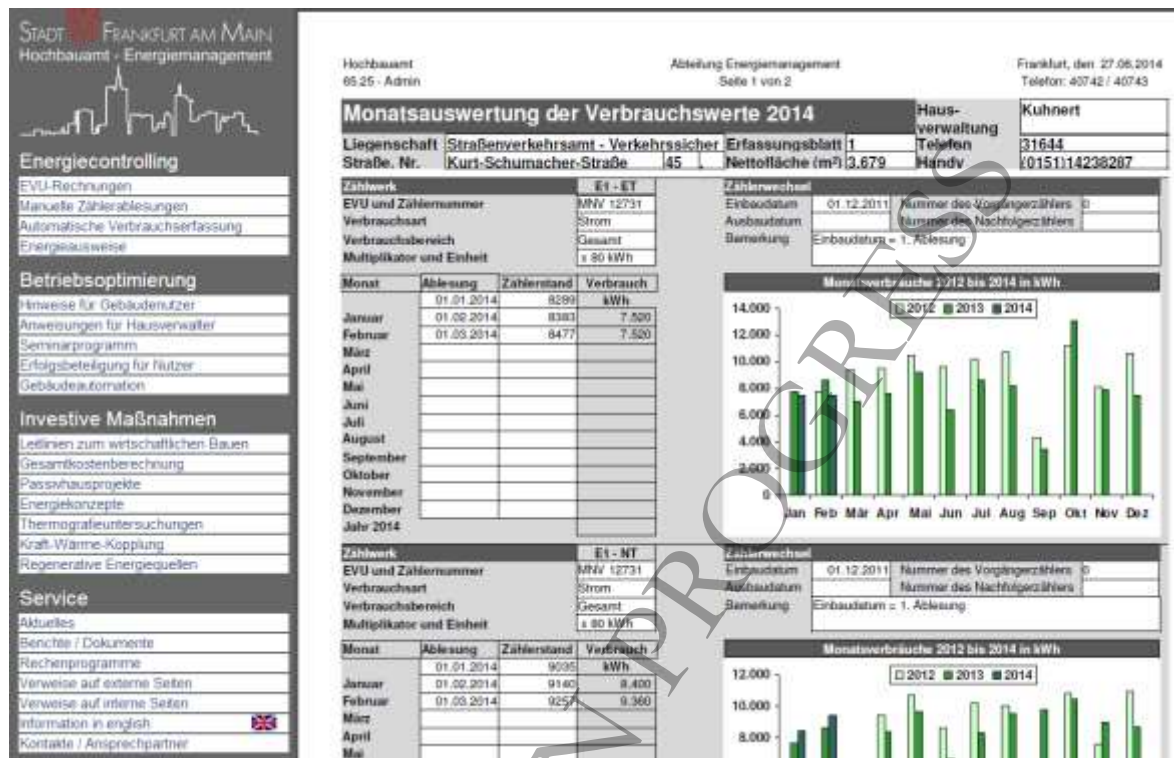 STADT FRANKFURT AM MAIN
Hochbauamt - Energiemanagement
Energiecontrolling
EVU-Rechnungen
Manuelle Zählerablesungen
Automatische Verbrauchserfassung
Energieausweise
Betriebsoptimierung
Hinweise für Gebäudenutzer
Anweisungen für Hausverwalter
Seminarprogramm
Erfolgsbeteiligung für Nutzer
Gebäudeautomation
Investive Maßnahmen
Leitlinien zum wirtschaftlichen Bauen
Gesamtkostenberechnung
Passivhausprojekte
Energiekonzepte
Thermografieuntersuchungen
Kraft-Wärme-Kopplung
Regenerative Energiequellen
Service
Aktuelles
Berichte / Dokumente
Rechenprogramme
Verweise auf externe Seiten
Verweise auf interne Seiten
Information in english
Kontakte / Ansprechpartner
Hochbauamt Abteilung Energiemanagement Frankfurt, den 27.06.2014
65.25 - Admin Seite 1 von 2 Telefon: 40742 / 40743
Monatsauswertung der Verbrauchswerte 2014 Haus-verwaltung Kuhnert
Liegenschaft Straßenverkehrsamt - Verkehrssicher Erfassungsblatt 1 Telefon 31644
Straße. Nr. Kurt-Schumacher-Straße 45 . Nettofläche (m²) 3.679 Handy (0151)14238287
Zählwerk E1 - ET Zählerwechsel
EVU und Zählernummer MNV 12731 Einbaudatum 01.12.2011 Nummer des Vorgängerzählers 0
Verbrauchsart Strom Ausbaudatum Nummer des Nachfolgerzählers
Verbrauchsbereich Gesamt Bemerkung Einbaudatum = 1. Ablesung
Multiplikator und Einheit x 80 kWh
Monat Ablesung Zählerstand Verbrauch
01.01.2014 8289 kWh
Januar 01.02.2014 8383 7.520
Februar 01.03.2014 8477 7.520
März
April
Mai
Juni
Juli
August
September
Oktober
November
Dezember
Jahr 2014
Monatsverbräuche 2012 bis 2014 in kWh
2012 2013 2014
14.000
12.000
10.000
8.000
6.000
4.000
2.000
0
Jan Feb Mär Apr Mai Jun Jul Aug Sep Okt Nov Dez
Zählwerk E1 - NT Zählerwechsel
EVU und Zählernummer MNV 12731 Einbaudatum 01.12.2011 Nummer des Vorgängerzählers 0
Verbrauchsart Strom Ausbaudatum Nummer des Nachfolgerzählers
Verbrauchsbereich Gesamt Bemerkung Einbaudatum = 1. Ablesung
Multiplikator und Einheit x 80 kWh
Monat Ablesung Zählerstand Verbrauch
01.01.2014 9035 kWh
Januar 01.02.2014 9140 8.400
Februar 01.03.2014 9257 9.360
März
April
Mai
Monatsverbräuche 2012 bis 2014 in kWh
2012 2013 2014
12.000
10.000
8.000
N PROGRESS